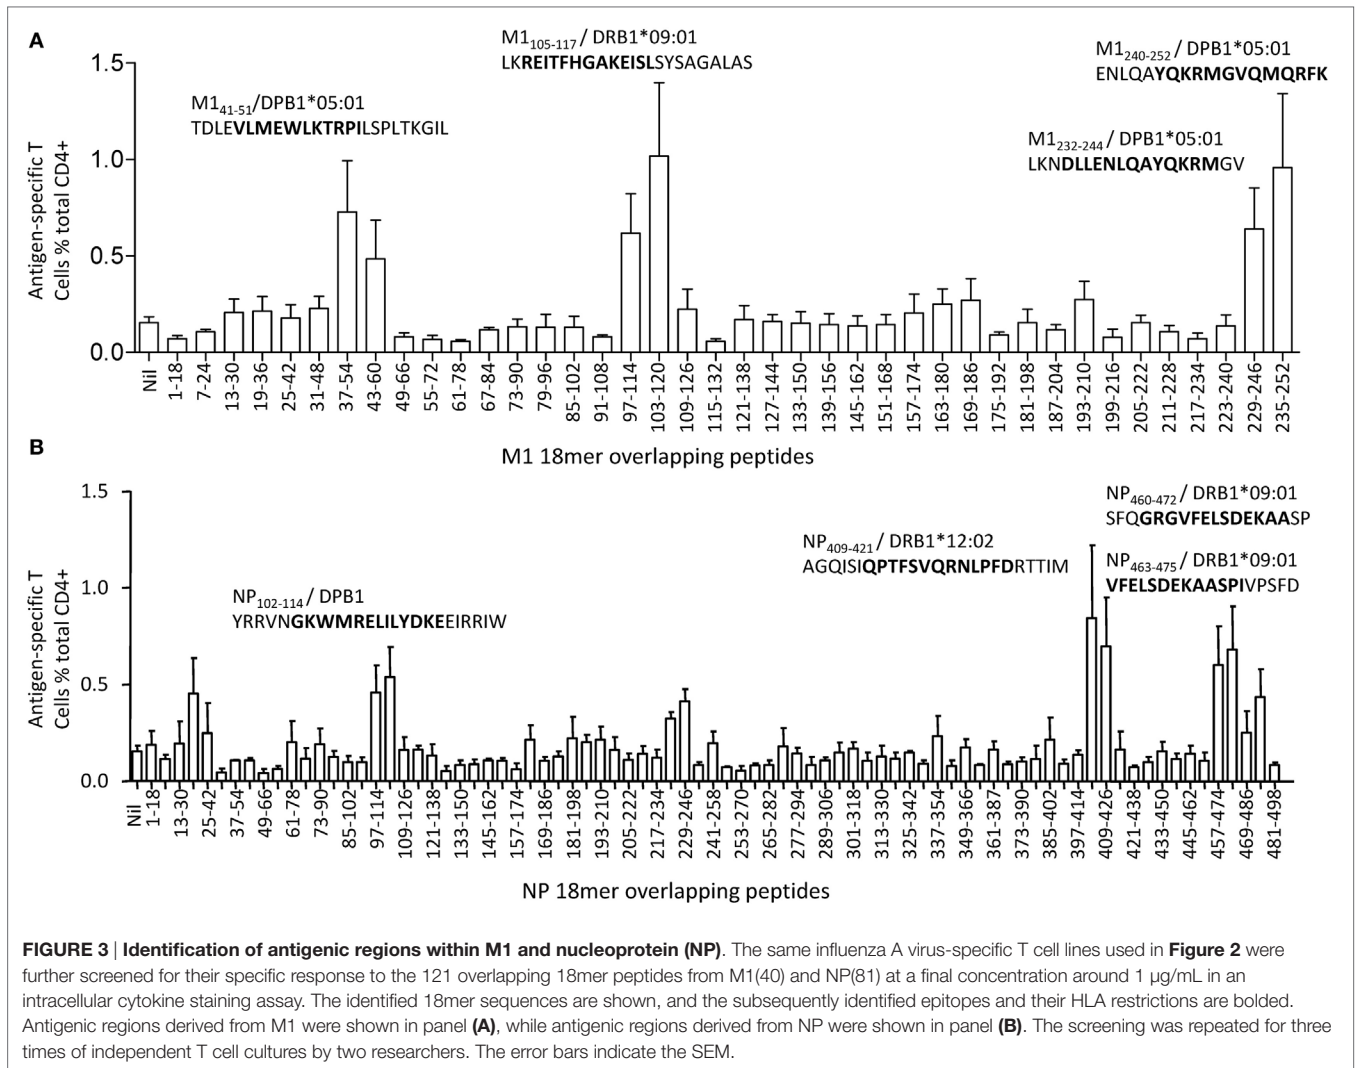 A
M1105-117 / DRB1*09:01
LKREITFHGAKEISLSYSAGALAS
M1240-252 / DPB1*05:01
ENLQAYQKRMGVQMQRFK
M141-51/DPB1*05:01
TDLEVLMEWLKTRPILSPLTKGIL
M1232-244 / DPB1*05:01
LKNDLLENLQAYQKRMGV
Antigen-specific T
Cells % total CD4+
1.5
1.0
0.5
0.0
Nil
1-18
7-24
13-30
19-36
25-42
31-48
37-54
43-60
49-66
55-72
61-78
67-84
73-90
79-96
85-102
91-108
97-114
103-120
109-126
115-132
121-138
127-144
133-150
139-156
145-162
151-168
157-174
163-180
169-186
175-192
181-198
187-204
193-210
199-216
205-222
211-228
217-234
223-240
229-246
235-252
M1 18mer overlapping peptides
B
NP460-472 / DRB1*09:01
SFQGRGVFELSDEKAASP
NP409-421 / DRB1*12:02
AGQISIQPTFSVQRNLPFDRTTIM
NP463-475 / DRB1*09:01
VFELSDEKAASPIVPSFD
NP102-114 / DPB1
YRRVNGKWMRELILYDKEEIRRIW
Antigen-specific T
Cells % total CD4+
1.5
1.0
0.5
0.0
Nil
1-18
13-30
25-42
37-54
49-66
61-78
73-90
85-102
97-114
109-126
121-138
133-150
145-162
157-174
169-186
181-198
193-210
205-222
217-234
229-246
241-258
253-270
265-282
277-294
289-306
301-318
313-330
325-342
337-354
349-366
361-387
373-390
385-402
397-414
409-426
421-438
433-450
445-462
457-474
469-486
481-498
NP 18mer overlapping peptides
FIGURE 3 | Identification of antigenic regions within M1 and nucleoprotein (NP). The same influenza A virus-specific T cell lines used in Figure 2 were
further screened for their specific response to the 121 overlapping 18mer peptides from M1(40) and NP(81) at a final concentration around 1 µg/mL in an
intracellular cytokine staining assay. The identified 18mer sequences are shown, and the subsequently identified epitopes and their HLA restrictions are bolded.
Antigenic regions derived from M1 were shown in panel (A), while antigenic regions derived from NP were shown in panel (B). The screening was repeated for three
times of independent T cell cultures by two researchers. The error bars indicate the SEM.